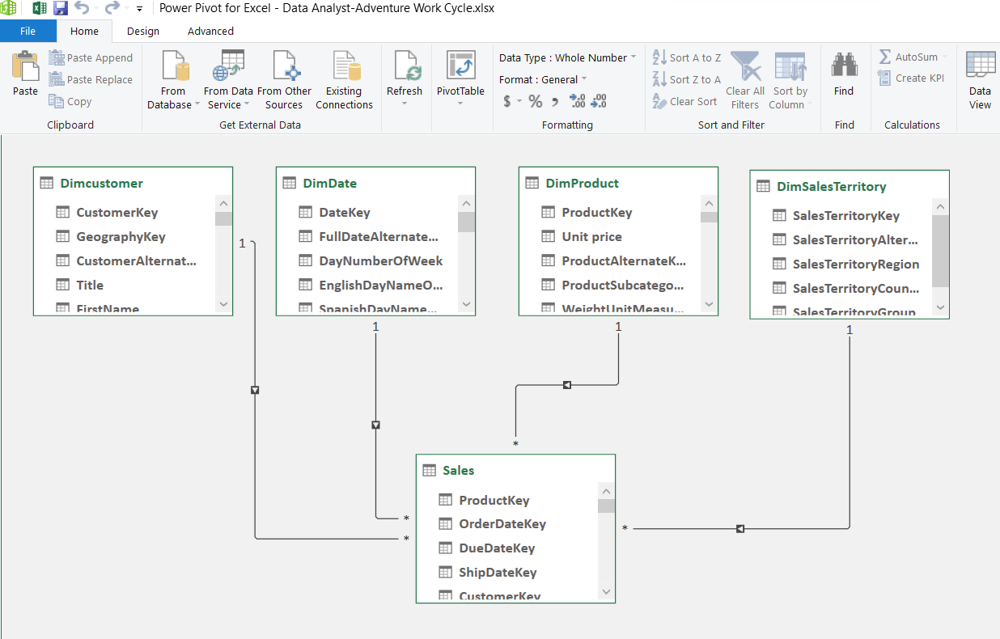 Power Pivot for Excel - Data Analyst-Adventure Work Cycle.xlsx
File Home Design Advanced
Paste
Paste Append
Paste Replace
Copy
Clipboard
From Database
From Data Service
From Other Sources
Existing Connections
Get External Data
Refresh
PivotTable
Data Type : Whole Number
Format : General
$ % , .00 .00
Formatting
Sort A to Z
Sort Z to A
Clear Sort
Clear All Filters
Sort by Column
Sort and Filter
Find
Find
AutoSum
Create KPI
Calculations
Data View
Dimcustomer
CustomerKey
GeographyKey
CustomerAlternat...
Title
FirstName
1
DimDate
DateKey
FullDateAlternate...
DayNumberOfWeek
EnglishDayNameO...
SpanishDayName...
1
DimProduct
ProductKey
Unit price
ProductAlternateK...
ProductSubcatego...
WeightUnitMeasu...
1
DimSalesTerritory
SalesTerritoryKey
SalesTerritoryAlter...
SalesTerritoryRegion
SalesTerritoryCoun...
SalesTerritoryGroup
1
*
*
*
*
Sales
ProductKey
OrderDateKey
DueDateKey
ShipDateKey
CustomerKey